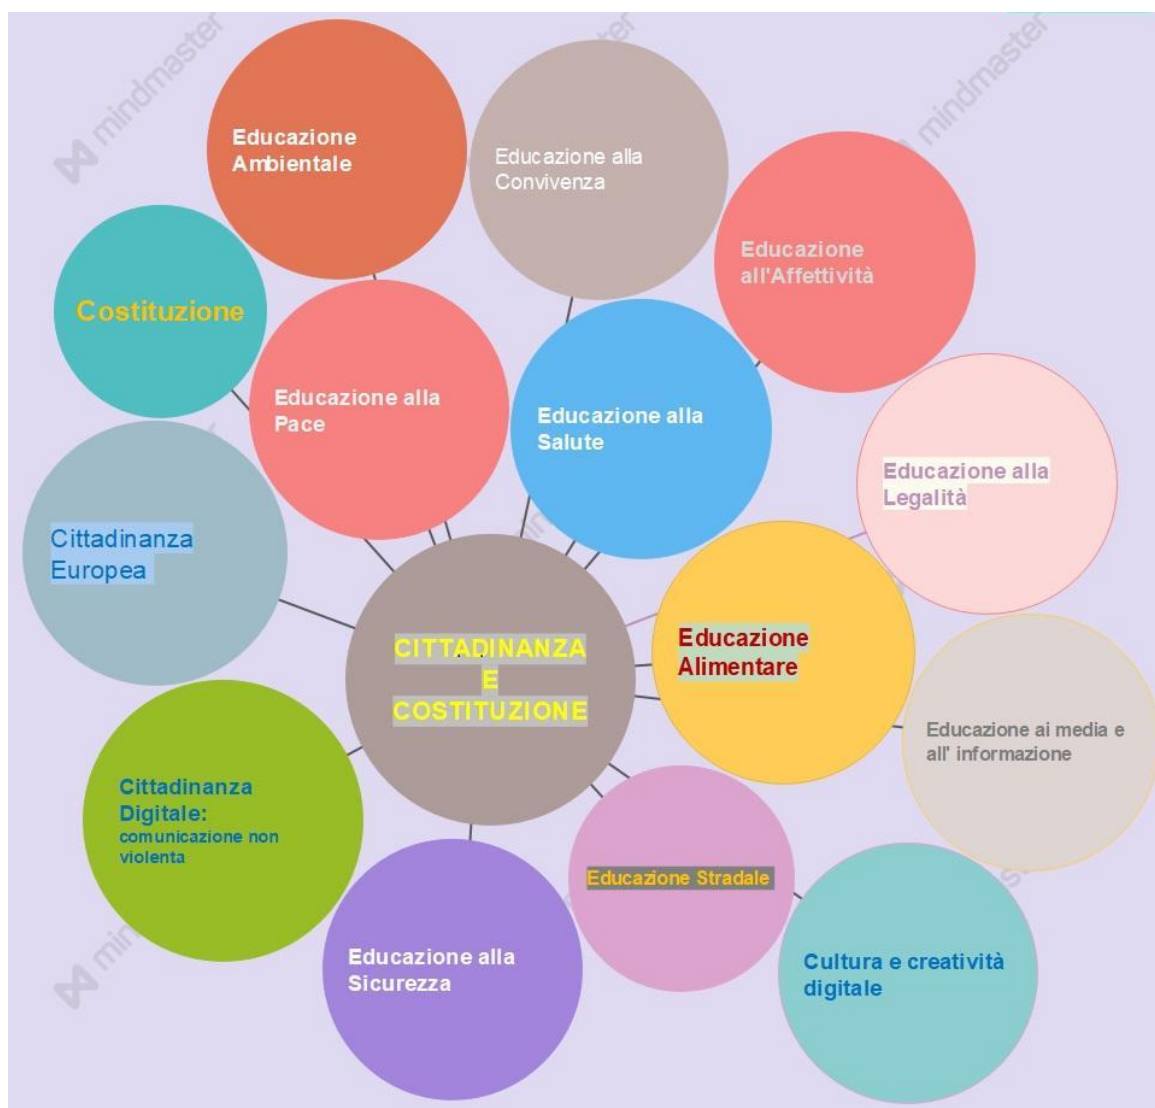 mindmaster
mindmaster
Educazione
Ambientale
Educazione alla
Convivenza
Educazione
all'Affettività
Costituzione
Educazione alla
Pace
Educazione alla
Salute
Educazione alla
Legalità
Cittadinanza
Europea
CITTADINANZA
E
COSTITUZIONE
Educazione
Alimentare
Educazione ai media e
all' informazione
Cittadinanza
Digitale:
comunicazione non
violenta
Educazione Stradale
Educazione alla
Sicurezza
Cultura e creatività
digitale